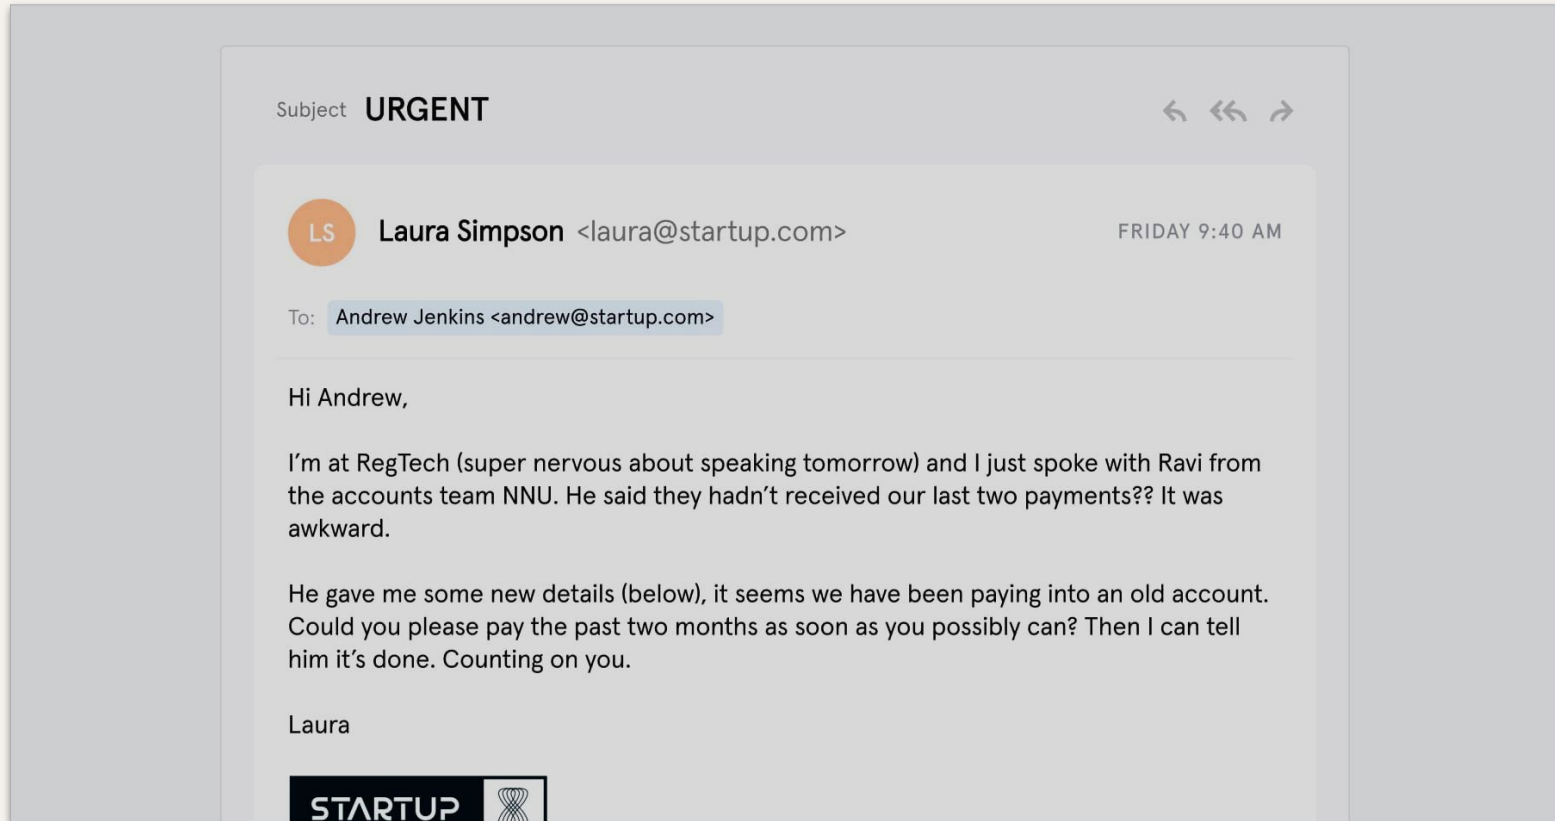 Subject URGENT
LS
Laura Simpson <laura@startup.com>
FRIDAY 9:40 AM
To: Andrew Jenkins <andrew@startup.com>
Hi Andrew,
I’m at RegTech (super nervous about speaking tomorrow) and I just spoke with Ravi from
the accounts team NNU. He said they hadn’t received our last two payments?? It was
awkward.
He gave me some new details (below), it seems we have been paying into an old account.
Could you please pay the past two months as soon as you possibly can? Then I can tell
him it’s done. Counting on you.
Laura
STARTUP